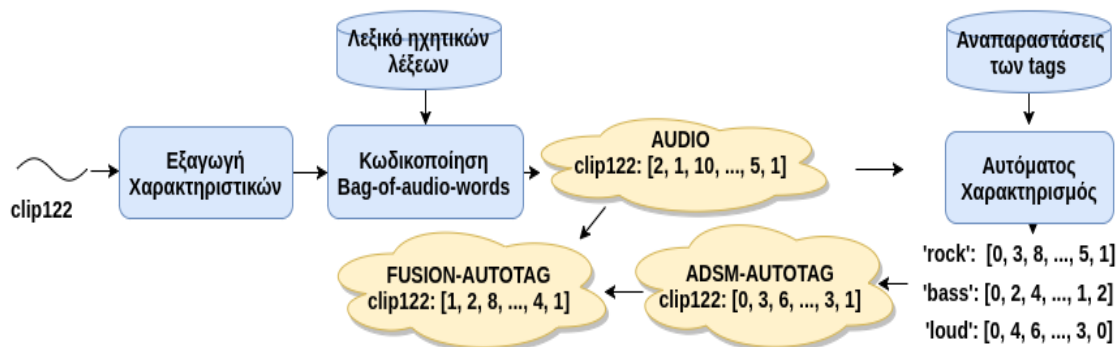 Λεξικό ηχητικών
λέξεων
Αναπαραστάσεις
των tags
clip122
Εξαγωγή
Χαρακτηριστικών
Κωδικοποίηση
Bag-of-audio-words
AUDIO
clip122: [2, 1, 10, ..., 5, 1]
Αυτόματος
Χαρακτηρισμός
'rock': [0, 3, 8, ..., 5, 1]
'bass': [0, 2, 4, ..., 1, 2]
'loud': [0, 4, 6, ..., 3, 0]
ADSM-AUTOTAG
clip122: [0, 3, 6, ..., 3, 1]
FUSION-AUTOTAG
clip122: [1, 2, 8, ..., 4, 1]